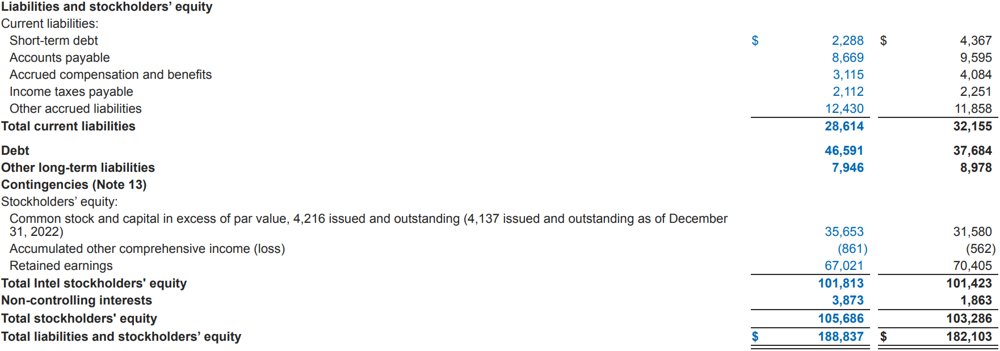 Liabilities and stockholders’ equity
Current liabilities:
Short-term debt $ 2,288 $ 4,367
Accounts payable 8,669 9,595
Accrued compensation and benefits 3,115 4,084
Income taxes payable 2,112 2,251
Other accrued liabilities 12,430 11,858
Total current liabilities 28,614 32,155
Debt 46,591 37,684
Other long-term liabilities 7,946 8,978
Contingencies (Note 13)
Stockholders’ equity:
Common stock and capital in excess of par value, 4,216 issued and outstanding (4,137 issued and outstanding as of December
31, 2022) 35,653 31,580
Accumulated other comprehensive income (loss) (861) (562)
Retained earnings 67,021 70,405
Total Intel stockholders' equity 101,813 101,423
Non-controlling interests 3,873 1,863
Total stockholders' equity 105,686 103,286
Total liabilities and stockholders’ equity $ 188,837 $ 182,103